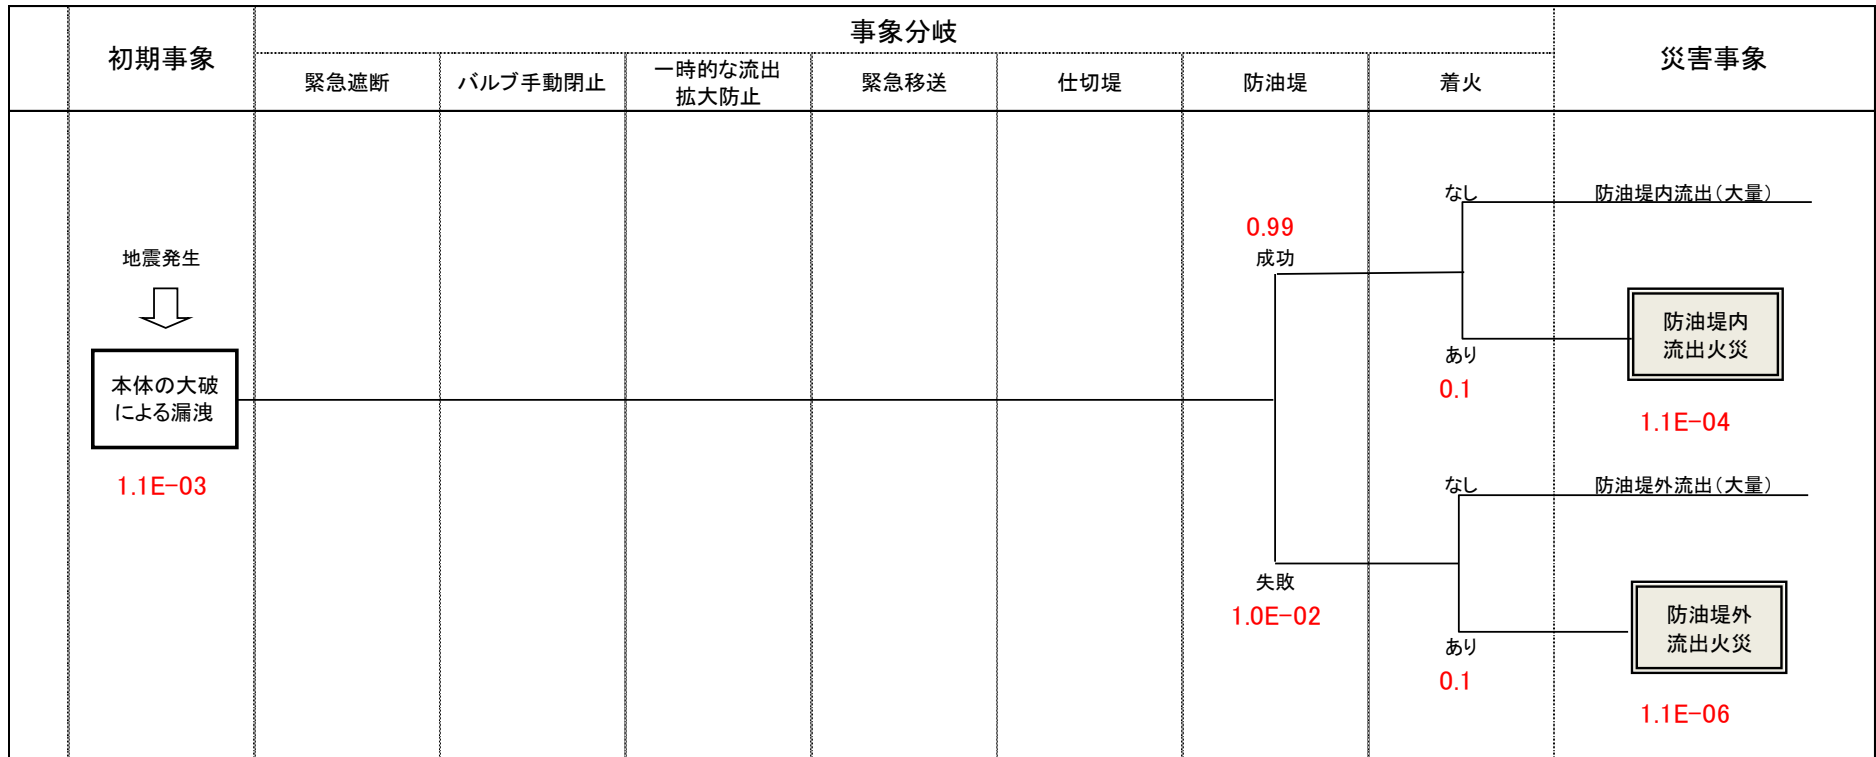 初期事象
事象分岐
災害事象
緊急遮断
バルブ手動閉止
一時的な流出
拡大防止
緊急移送
仕切堤
防油堤
着火
地震発生
本体の大破
による漏洩
1.1E-03
0.99
成功
失敗
1.0E-02
なし
防油堤内流出（大量）
あり
0.1
防油堤内
流出火災
1.1E-04
なし
防油堤外流出（大量）
あり
0.1
防油堤外
流出火災
1.1E-06